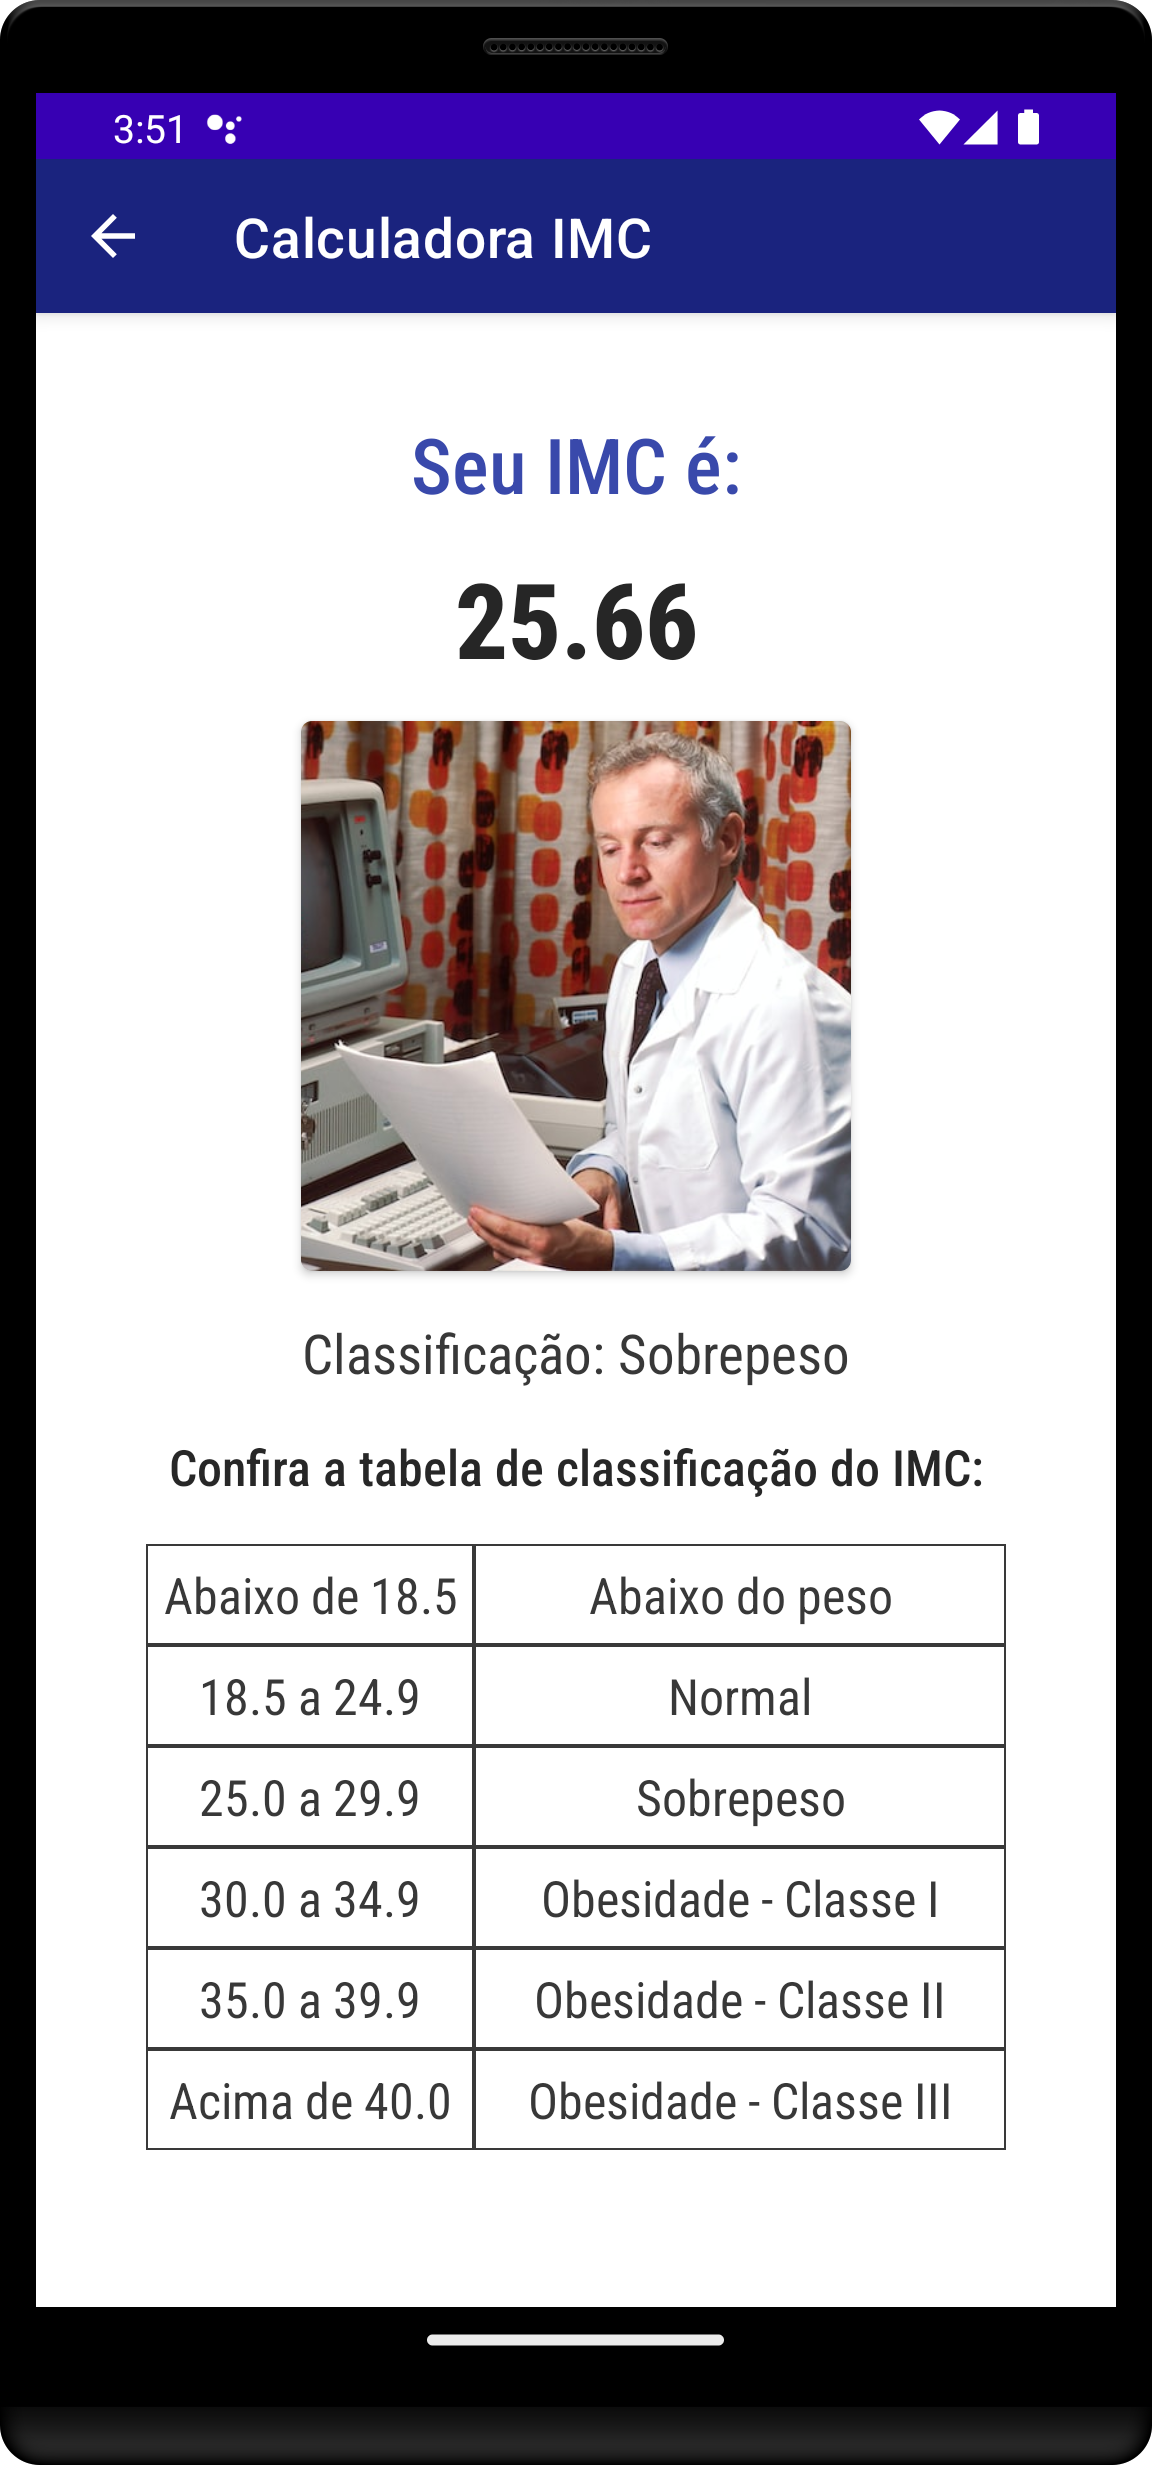 3:51
Calculadora IMC
Seu IMC é:
25.66
Classificação: Sobrepeso
Confira a tabela de classificação do IMC:
Abaixo de 18.5 Abaixo do peso
18.5 a 24.9 Normal
25.0 a 29.9 Sobrepeso
30.0 a 34.9 Obesidade - Classe I
35.0 a 39.9 Obesidade - Classe II
Acima de 40.0 Obesidade - Classe III